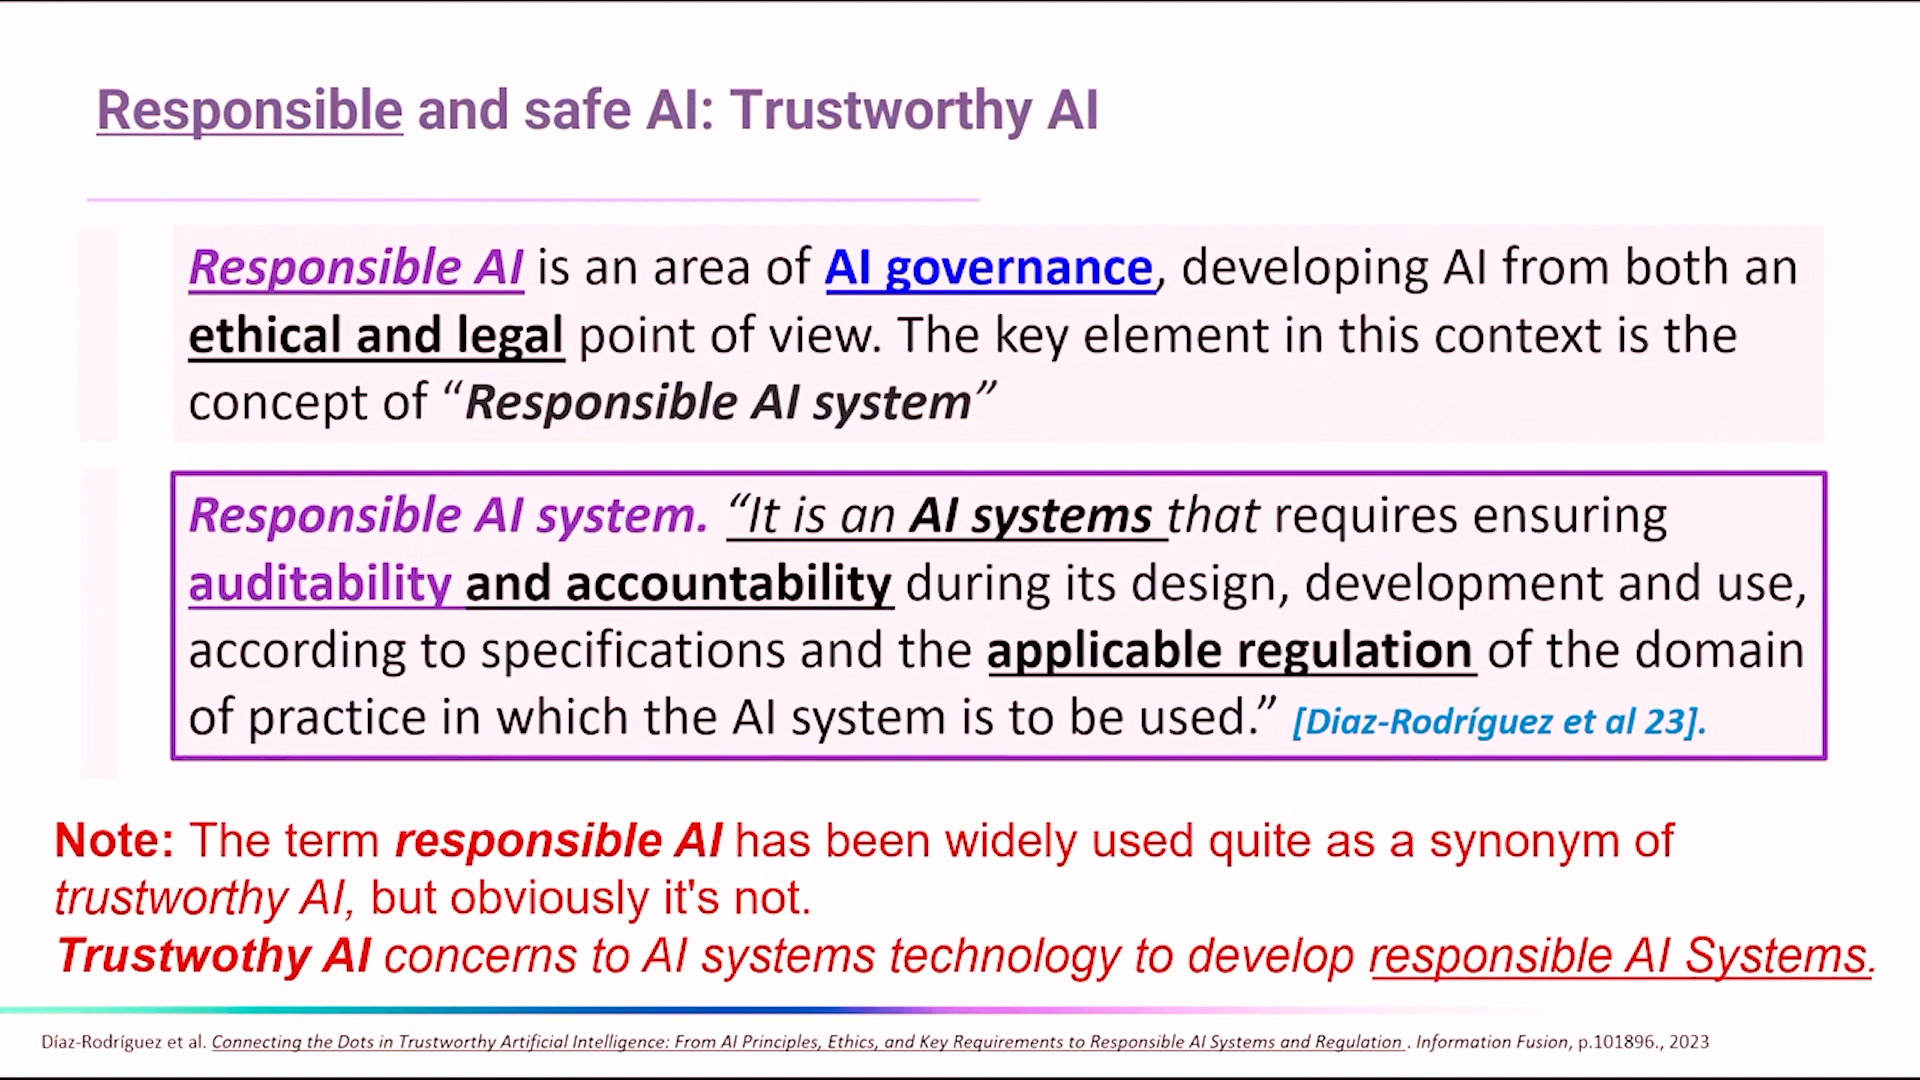 Responsible and safe AI: Trustworthy AI
Responsible AI is an area of AI governance, developing AI from both an
ethical and legal point of view. The key element in this context is the
concept of “Responsible AI system”
Responsible AI system. “It is an AI systems that requires ensuring
auditability and accountability during its design, development and use,
according to specifications and the applicable regulation of the domain
of practice in which the AI system is to be used.” [Diaz-Rodríguez et al 23].
Note: The term responsible AI has been widely used quite as a synonym of
trustworthy AI, but obviously it's not.
Trustwothy AI concerns to AI systems technology to develop responsible AI Systems.
Díaz-Rodríguez et al. Connecting the Dots in Trustworthy Artificial Intelligence: From AI Principles, Ethics, and Key Requirements to Responsible AI Systems and Regulation . Information Fusion, p.101896., 2023